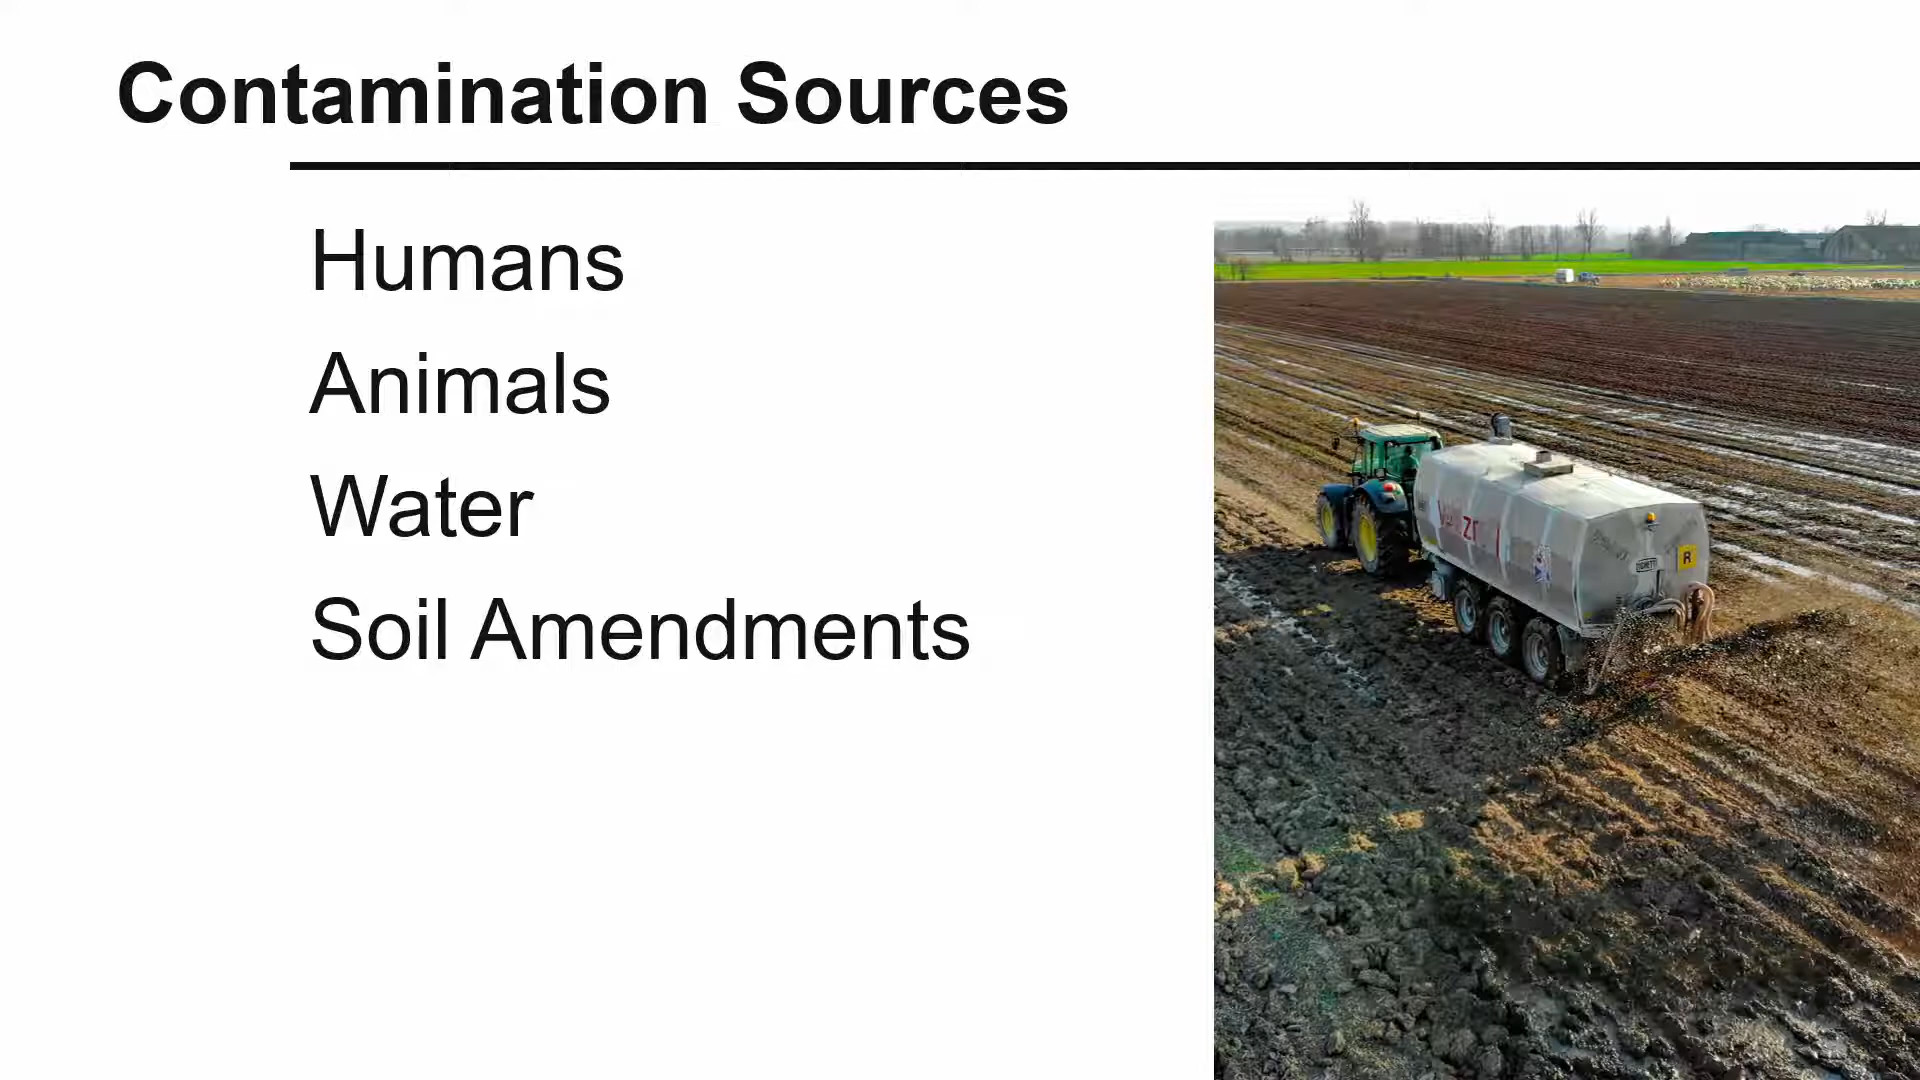 Contamination Sources
Humans
Animals
Water
Soil Amendments
R